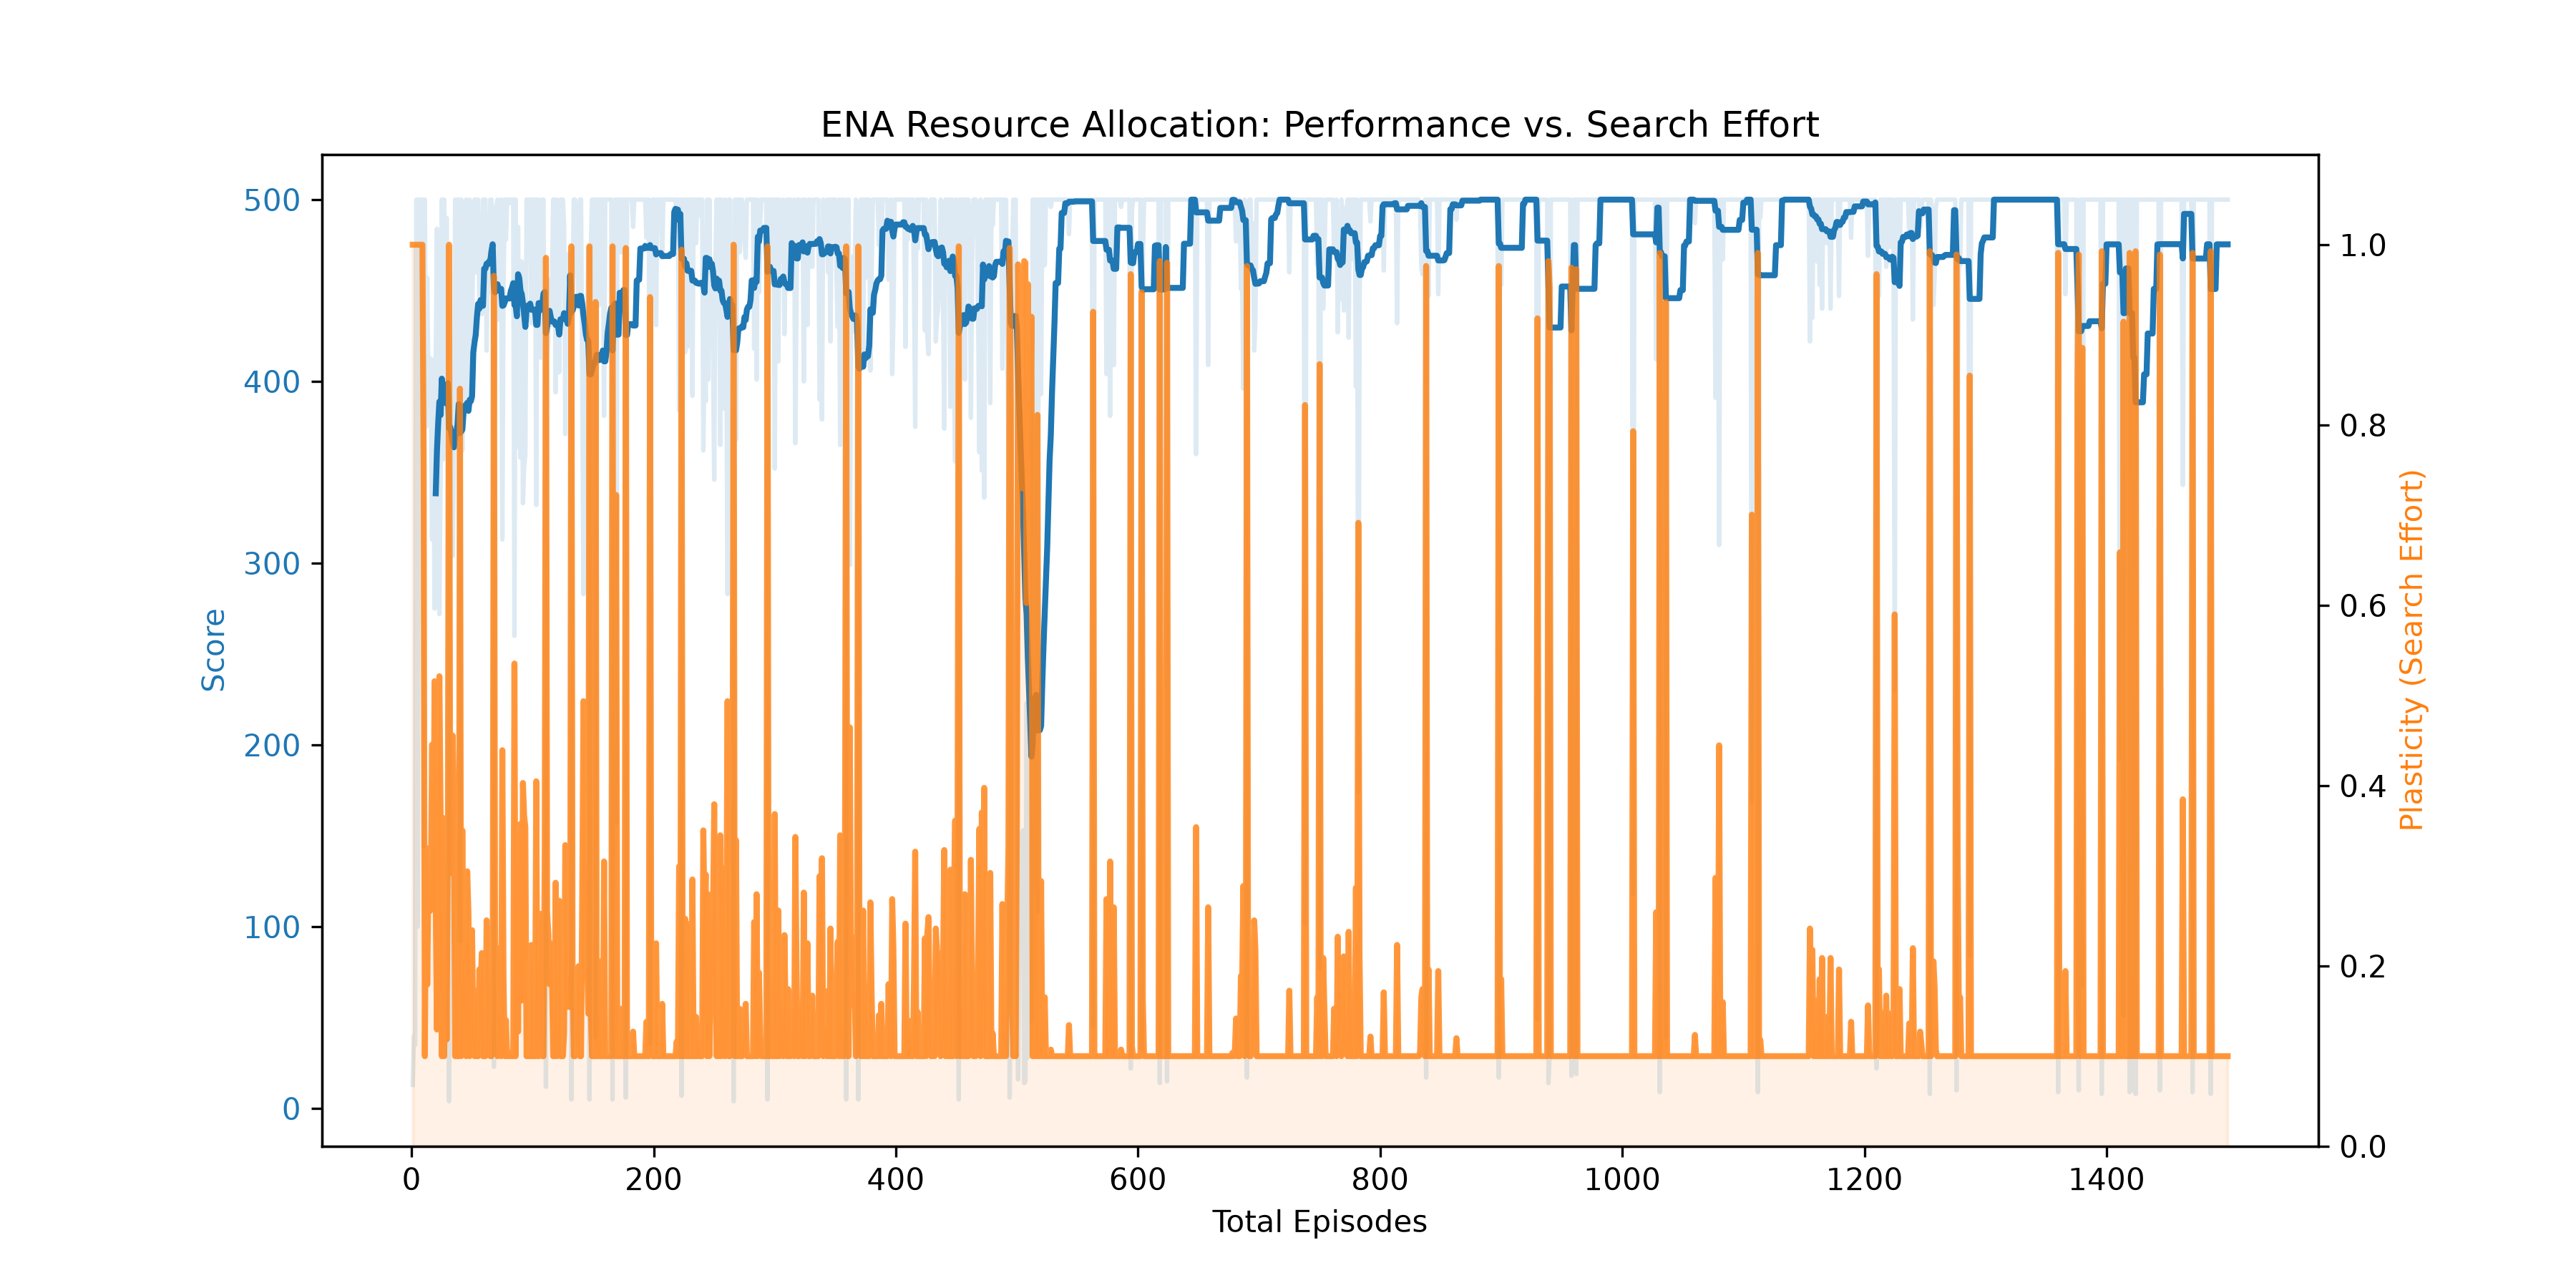 ENA Resource Allocation: Performance vs. Search Effort
500
400
300
200
100
0
Score
1.0
0.8
0.6
0.4
0.2
0.0
Plasticity (Search Effort)
0 200 400 600 800 1000 1200 1400
Total Episodes